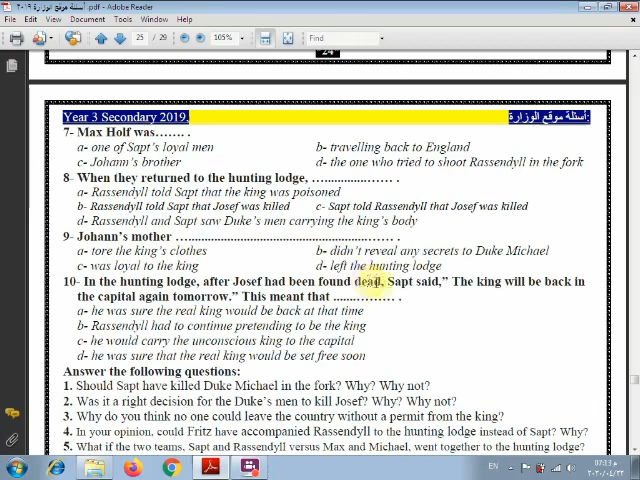 أسئلة موقع الوزارة ٢٠١٩.pdf - Adobe Reader
File Edit View Document Tools Window Help
25 / 29 105% Find
24
Year 3 Secondary 2019. أسئلة موقع الوزارة:
7- Max Holf was……. .
a- one of Sapt's loyal men b- travelling back to England
c- Johann's brother d- the one who tried to shoot Rassendyll in the fork
8- When they returned to the hunting lodge, ….............…… .
a- Rassendyll told Sapt that the king was poisoned
b- Rassendyll told Sapt that Josef was killed c- Sapt told Rassendyll that Josef was killed
d- Rassendyll and Sapt saw Duke's men carrying the king's body
9- Johann's mother ….....................................................…… .
a- tore the king's clothes b- didn't reveal any secrets to Duke Michael
c- was loyal to the king d- left the hunting lodge
10- In the hunting lodge, after Josef had been found dead, Sapt said," The king will be back in
the capital again tomorrow." This meant that .......……… .
a- he was sure the real king would be back at that time
b- Rassendyll had to continue pretending to be the king
c- he would carry the unconscious king to the capital
d- he was sure that the real king would be set free soon
Answer the following questions:
1. Should Sapt have killed Duke Michael in the fork? Why? Why not?
2. Was it a right decision for the Duke's men to kill Josef? Why? Why not?
3. Why do you think no one could leave the country without a permit from the king?
4. In your opinion, could Fritz have accompanied Rassendyll to the hunting lodge instead of Sapt? Why?
5. What if the two teams, Sapt and Rassendyll versus Max and Michael, went together to the hunting lodge?
EN
07:13 م
٢٠٢٠/٠٤/٢٢